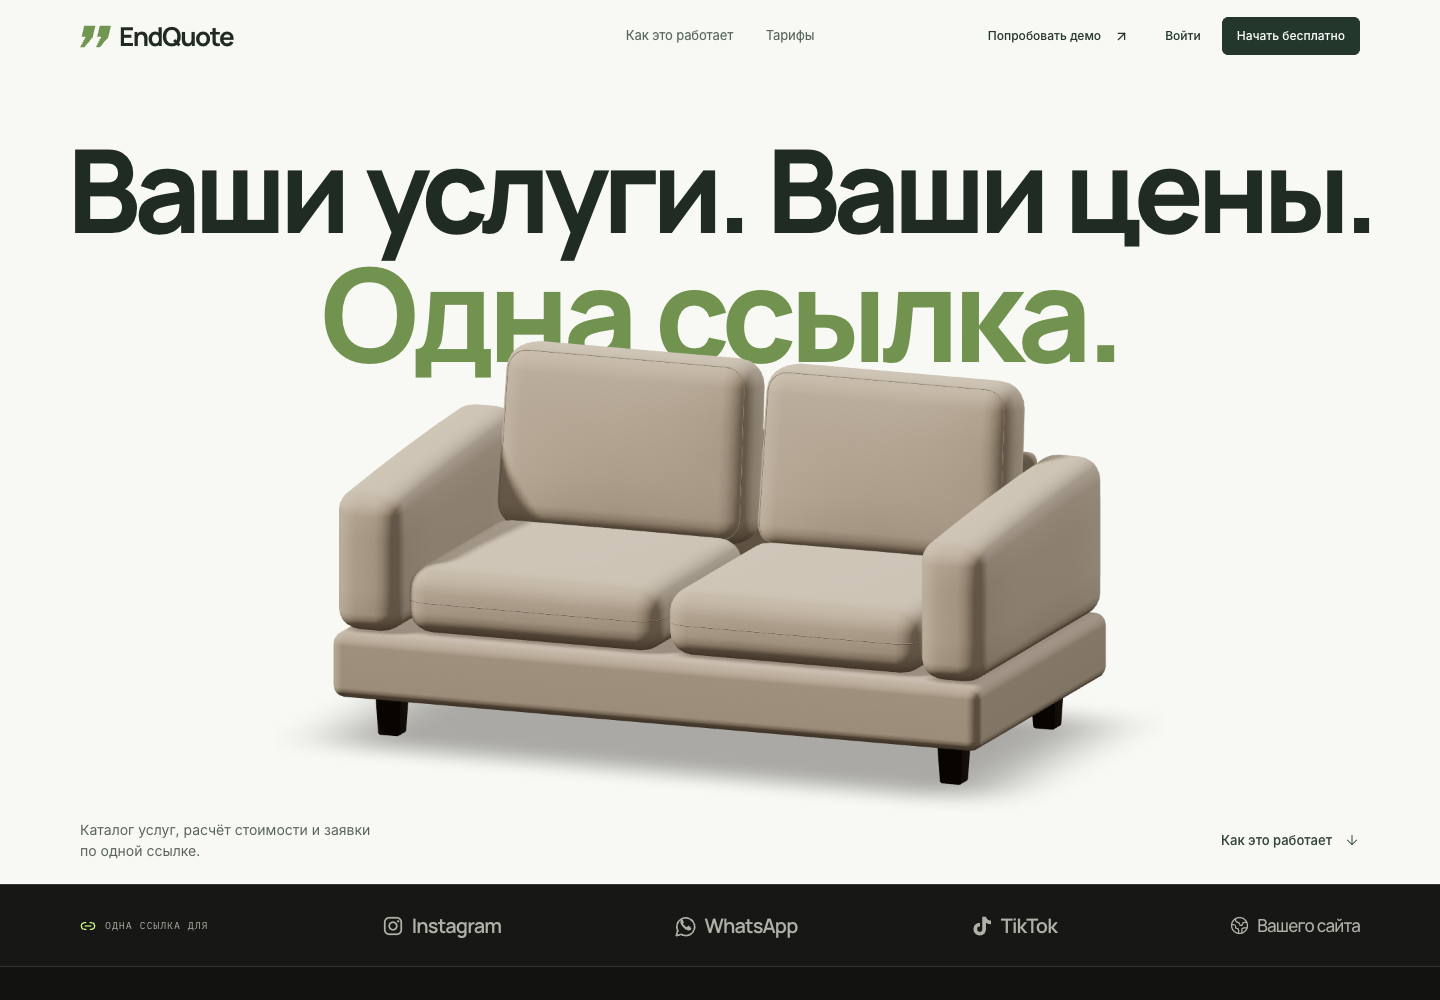 EndQuote
Как это работает
Тарифы
Попробовать демо
Войти
Начать бесплатно
Ваши услуги. Ваши цены.
Одна ссылка.
Каталог услуг, расчёт стоимости и заявки
по одной ссылке.
Как это работает
ОДНА ССЫЛКА ДЛЯ
Instagram
WhatsApp
TikTok
Вашего сайта